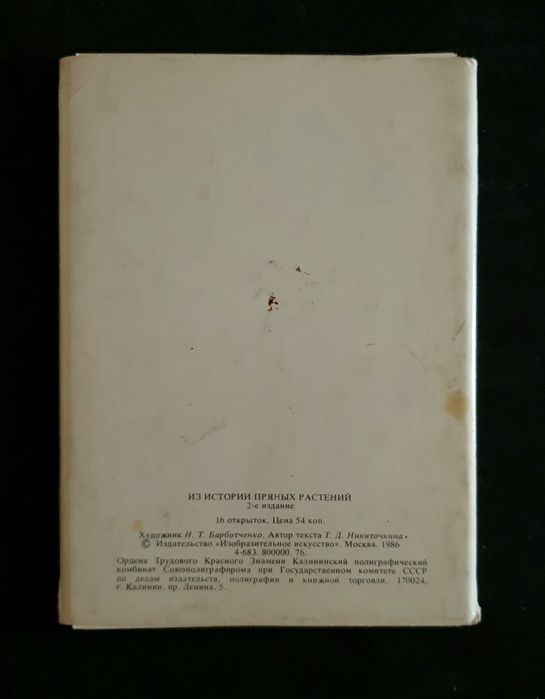 ИЗ ИСТОРИИ ПРЯНЫХ РАСТЕНИЙ
2-е издание
16 открыток. Цена 54 коп.
Художник Н. Т. Барботченко. Автор текста Т. Д. Никиточкина
© Издательство «Изобразительное искусство». Москва. 1986
4-683. 800000. 76.
Ордена Трудового Красного Знамени Калининский полиграфический
комбинат Союзполиграфпрома при Государственном комитете СССР
по делам издательств, полиграфии и книжной торговли. 170024,
г. Калинин, пр. Ленина, 5.